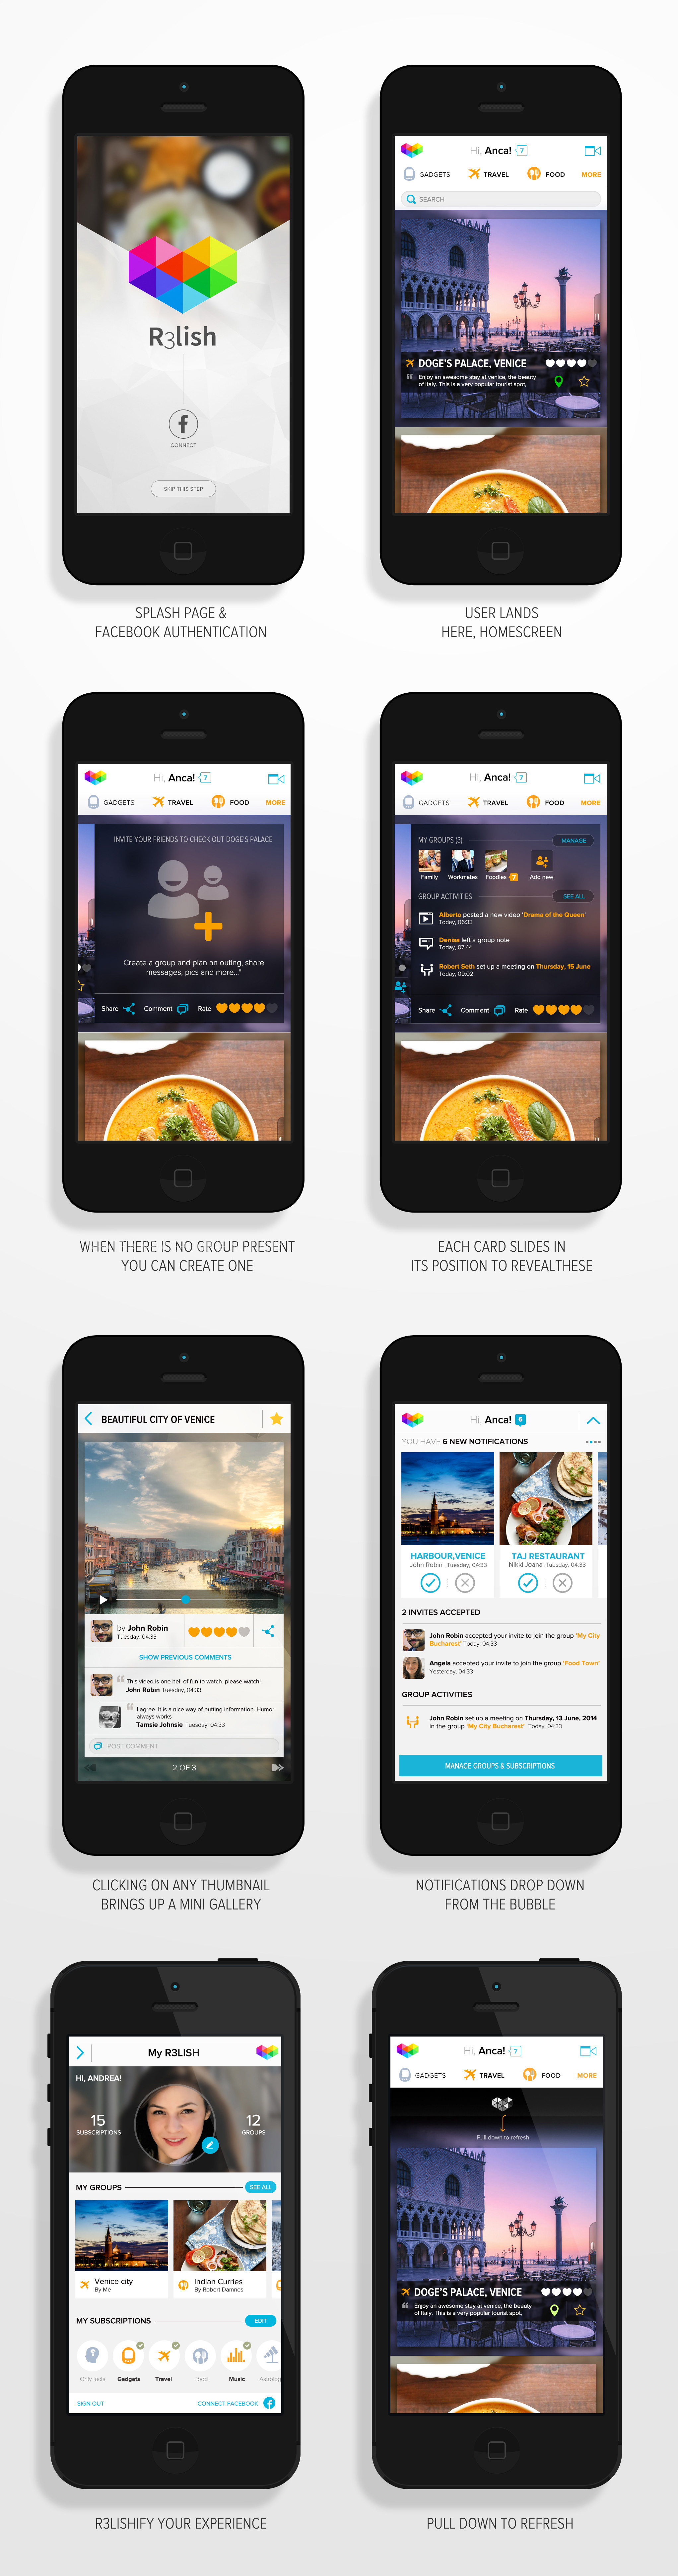 R3lish
CONNECT
SKIP THIS STEP
SPLASH PAGE &
FACEBOOK AUTHENTICATION
Hi, Anca! 7
GADGETS TRAVEL FOOD MORE
SEARCH
DOGE'S PALACE, VENICE
“ Enjoy an awesome stay at venice, the beauty
of Italy. This is a very popular tourist spot,
USER LANDS
HERE, HOMESCREEN
Hi, Anca! 7
GADGETS TRAVEL FOOD MORE
INVITE YOUR FRIENDS TO CHECK OUT DOGE'S PALACE
Create a group and plan an outing, share
messages, pics and more..."
Share Comment Rate
WHEN THERE IS NO GROUP PRESENT
YOU CAN CREATE ONE
Hi, Anca! 7
GADGETS TRAVEL FOOD MORE
MY GROUPS (3) MANAGE
Family Workmates Foodies 7 Add new
GROUP ACTIVITIES SEE ALL
Alberto posted a new video 'Drama of the Queen'
Today, 06:33
Denisa left a group note
Today, 07:44
Robert Seth set up a meeting on Thursday, 15 June
Today, 09:02
Share Comment Rate
EACH CARD SLIDES IN
ITS POSITION TO REVEALTHESE
BEAUTIFUL CITY OF VENICE
by John Robin
Tuesday, 04:33
SHOW PREVIOUS COMMENTS
“ This video is one hell of fun to watch. please watch!
John Robin Tuesday, 04:33
“ I agree. It is a nice way of putting information. Humor
always works
Tamsie Johnsie Tuesday, 04:33
POST COMMENT
2 OF 3
CLICKING ON ANY THUMBNAIL
BRINGS UP A MINI GALLERY
Hi, Anca! 6
YOU HAVE 6 NEW NOTIFICATIONS
HARBOUR,VENICE
John Robin ,Tuesday, 04:33
TAJ RESTAURANT
Nikki Joana ,Tuesday, 04:33
2 INVITES ACCEPTED
John Robin accepted your invite to join the group 'My City
Bucharest' Today, 04:33
Angela accepted your invite to join the group 'Food Town'
Yesterday, 04:33
GROUP ACTIVITIES
John Robin set up a meeting on Thursday, 13 June, 2014
in the group 'My City Bucharest' Today, 04:33
MANAGE GROUPS & SUBSCRIPTIONS
NOTIFICATIONS DROP DOWN
FROM THE BUBBLE
My R3LISH
HI, ANDREA!
15
SUBSCRIPTIONS
12
GROUPS
MY GROUPS SEE ALL
Venice city
By Me
Indian Curries
By Robert Damnes
MY SUBSCRIPTIONS EDIT
Only facts Gadgets Travel Food Music Astrolog
SIGN OUT CONNECT FACEBOOK
R3LISHIFY YOUR EXPERIENCE
Hi, Anca! 7
GADGETS TRAVEL FOOD MORE
Pull down to refresh
DOGE'S PALACE, VENICE
“ Enjoy an awesome stay at venice, the beauty
of Italy. This is a very popular tourist spot,
PULL DOWN TO REFRESH